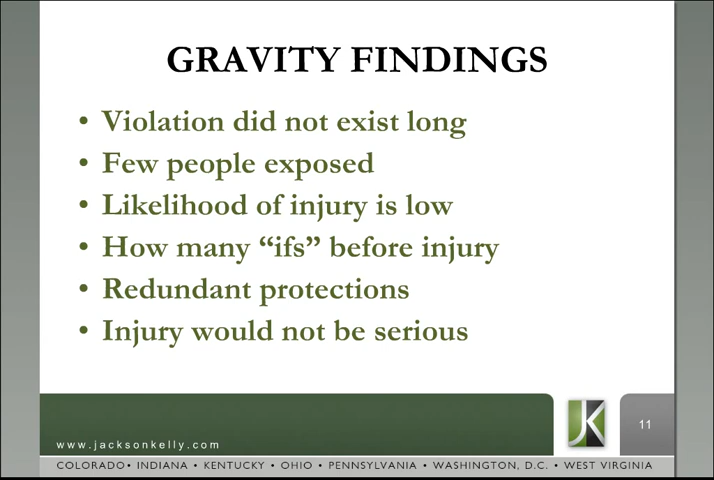 GRAVITY FINDINGS
• Violation did not exist long
• Few people exposed
• Likelihood of injury is low
• How many “ifs” before injury
• Redundant protections
• Injury would not be serious
www.jacksonkelly.com
JK
11
COLORADO • INDIANA • KENTUCKY • OHIO • PENNSYLVANIA • WASHINGTON, D.C. • WEST VIRGINIA